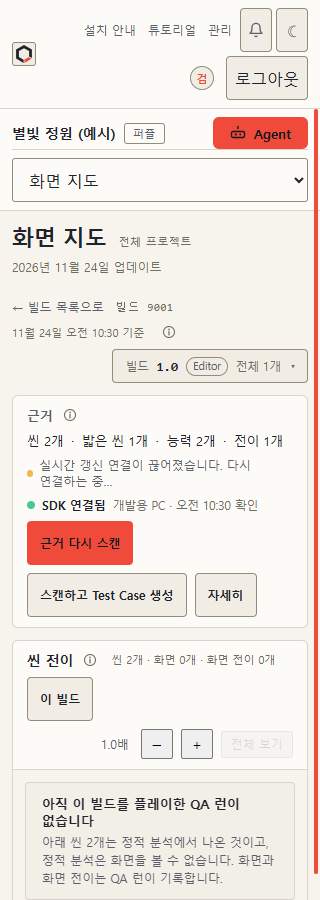 설치 안내 튜토리얼 관리
검 로그아웃
별빛 정원 (예시) 퍼플 Agent
화면 지도
화면 지도 전체 프로젝트
2026년 11월 24일 업데이트
← 빌드 목록으로 빌드 9001
11월 24일 오전 10:30 기준
빌드 1.0 Editor 전체 1개
근거
씬 2개 · 밟은 씬 1개 · 능력 2개 · 전이 1개
실시간 갱신 연결이 끊어졌습니다. 다시
연결하는 중…
SDK 연결됨 개발용 PC · 오전 10:30 확인
근거 다시 스캔
스캔하고 Test Case 생성 자세히
씬 전이 씬 2개 · 화면 0개 · 화면 전이 0개
이 빌드
1.0배 − + 전체 보기
아직 이 빌드를 플레이한 QA 런이
없습니다
아래 씬 2개는 정적 분석에서 나온 것이고,
정적 분석은 화면을 볼 수 없습니다. 화면과
화면 전이는 QA 런이 기록합니다.